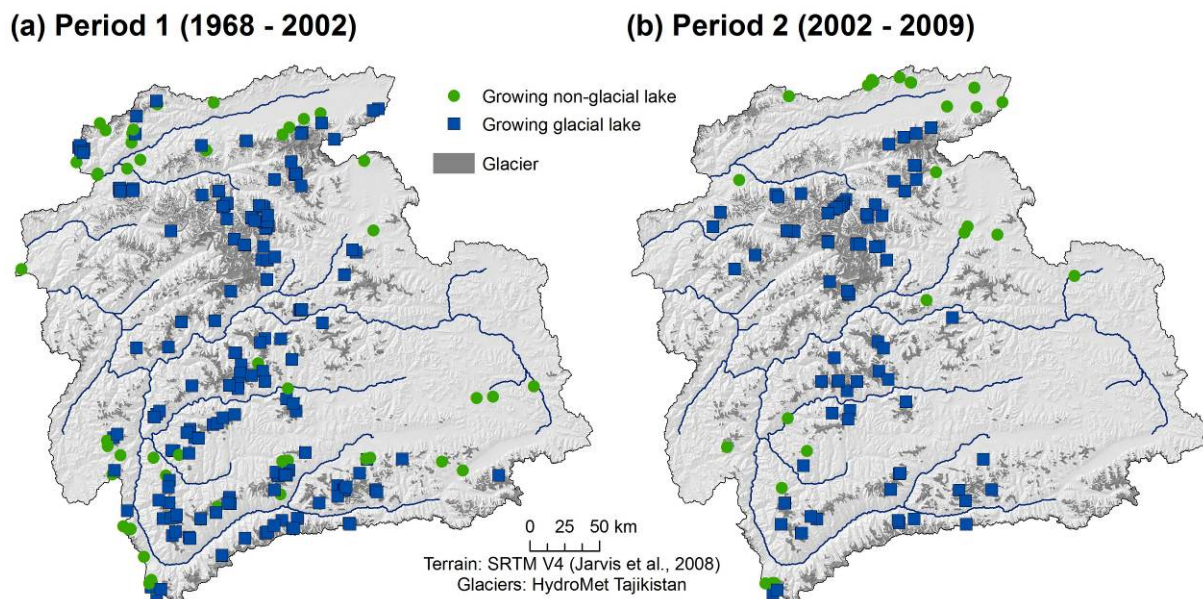 (a) Period 1 (1968 - 2002)
(b) Period 2 (2002 - 2009)
Growing non-glacial lake
Growing glacial lake
Glacier
0 25 50 km
Terrain: SRTM V4 (Jarvis et al., 2008)
Glaciers: HydroMet Tajikistan